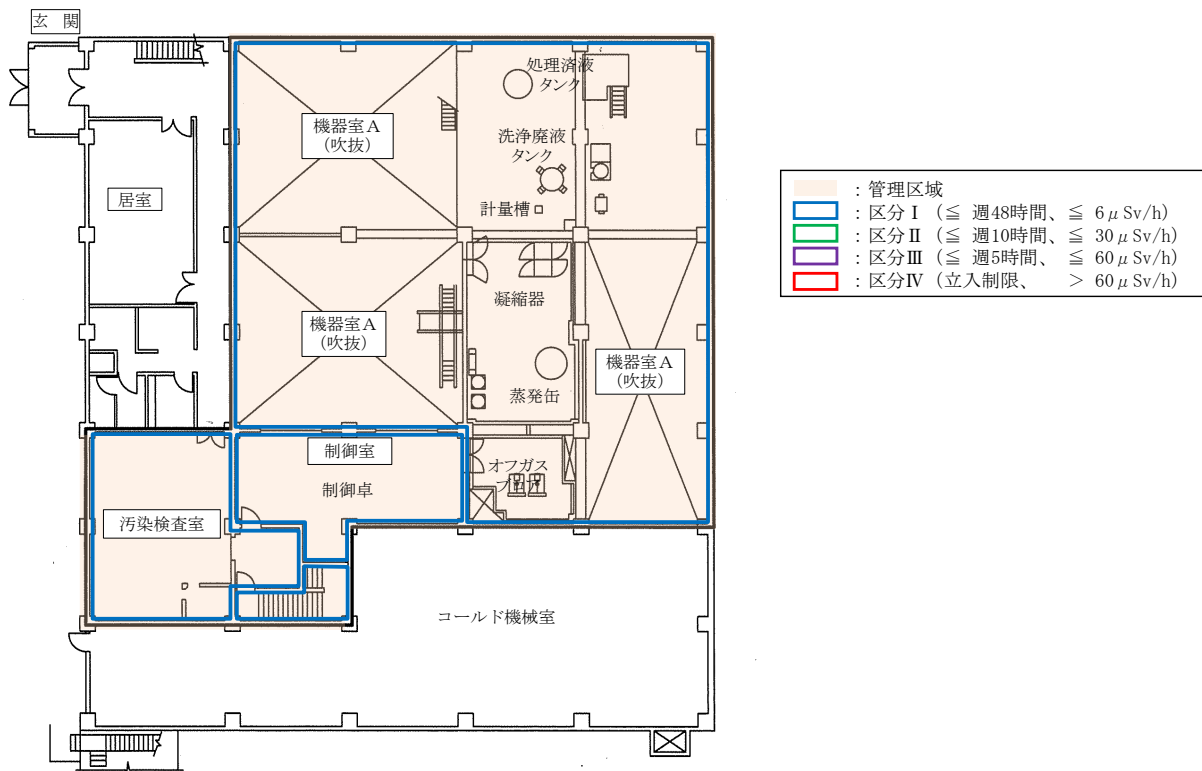 玄 関
処理済液
タンク
機器室A
(吹抜)
洗浄廃液
タンク
居室
計量槽
凝縮器
機器室A
(吹抜)
機器室A
(吹抜)
蒸発缶
制御室
オフガス
ブロア
制御卓
汚染検査室
コールド機械室
：管理区域
：区分Ⅰ (≦ 週48時間、≦ 6μSv/h)
：区分Ⅱ (≦ 週10時間、≦ 30μSv/h)
：区分Ⅲ (≦ 週5時間、 ≦ 60μSv/h)
：区分Ⅳ (立入制限、 ＞ 60μSv/h)